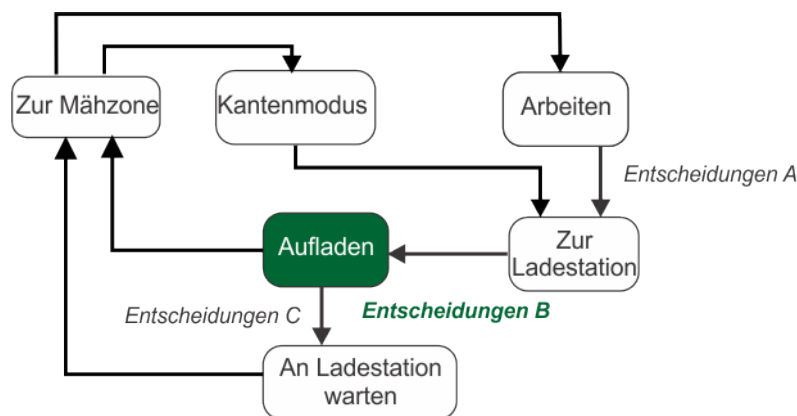 Zur Mähzone
Kantenmodus
Arbeiten
Entscheidungen A
Zur
Ladestation
Aufladen
Entscheidungen C
Entscheidungen B
An Ladestation
warten